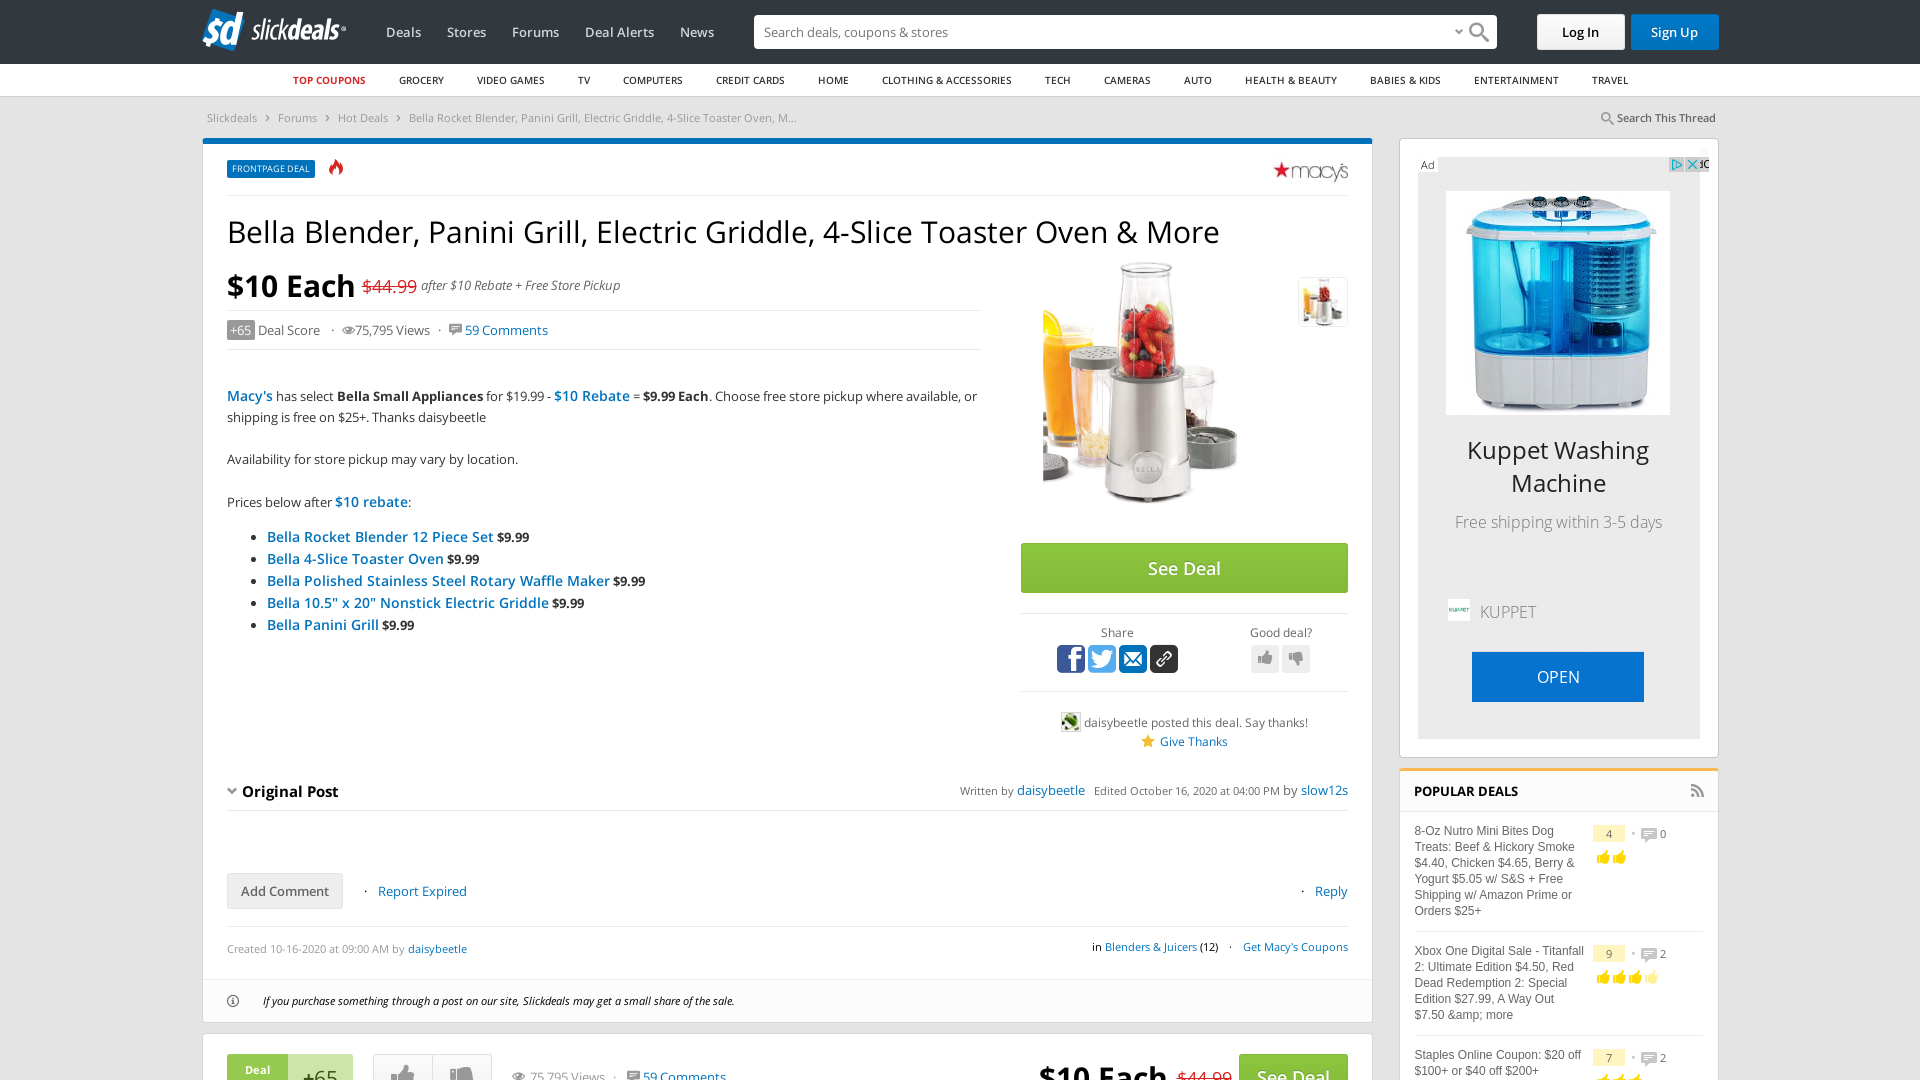 slickdeals
Deals
Stores
Forums
Deal Alerts
News
Search deals, coupons & stores
Log In
Sign Up
TOP COUPONS
GROCERY
VIDEO GAMES
TV
COMPUTERS
CREDIT CARDS
HOME
CLOTHING & ACCESSORIES
TECH
CAMERAS
AUTO
HEALTH & BEAUTY
BABIES & KIDS
ENTERTAINMENT
TRAVEL
Slickdeals › Forums › Hot Deals › Bella Rocket Blender, Panini Grill, Electric Griddle, 4-Slice Toaster Oven, M...
Search This Thread
FRONTPAGE DEAL
macy's
Bella Blender, Panini Grill, Electric Griddle, 4-Slice Toaster Oven & More
$10 Each $44.99 after $10 Rebate + Free Store Pickup
+65 Deal Score · 75,795 Views · 59 Comments
Macy's has select Bella Small Appliances for $19.99 - $10 Rebate = $9.99 Each. Choose free store pickup where available, or
shipping is free on $25+. Thanks daisybeetle
Availability for store pickup may vary by location.
Prices below after $10 rebate:
• Bella Rocket Blender 12 Piece Set $9.99
• Bella 4-Slice Toaster Oven $9.99
• Bella Polished Stainless Steel Rotary Waffle Maker $9.99
• Bella 10.5" x 20" Nonstick Electric Griddle $9.99
• Bella Panini Grill $9.99
BELLA
See Deal
Share
Good deal?
daisybeetle posted this deal. Say thanks!
Give Thanks
Original Post
Written by daisybeetle Edited October 16, 2020 at 04:00 PM by slow12s
Add Comment
· Report Expired
· Reply
Created 10-16-2020 at 09:00 AM by daisybeetle
in Blenders & Juicers (12) · Get Macy's Coupons
If you purchase something through a post on our site, Slickdeals may get a small share of the sale.
Deal
+65
75,795 Views · 59 Comments
$10 Each $44.99
See Deal
Ad
Kuppet Washing
Machine
Free shipping within 3-5 days
KUPPET
KUPPET
OPEN
POPULAR DEALS
8-Oz Nutro Mini Bites Dog
Treats: Beef & Hickory Smoke
$4.40, Chicken $4.65, Berry &
Yogurt $5.05 w/ S&S + Free
Shipping w/ Amazon Prime or
Orders $25+
4 • 0
Xbox One Digital Sale - Titanfall
2: Ultimate Edition $4.50, Red
Dead Redemption 2: Special
Edition $27.99, A Way Out
$7.50 &amp; more
9 • 2
Staples Online Coupon: $20 off
$100+ or $40 off $200+
7 • 2